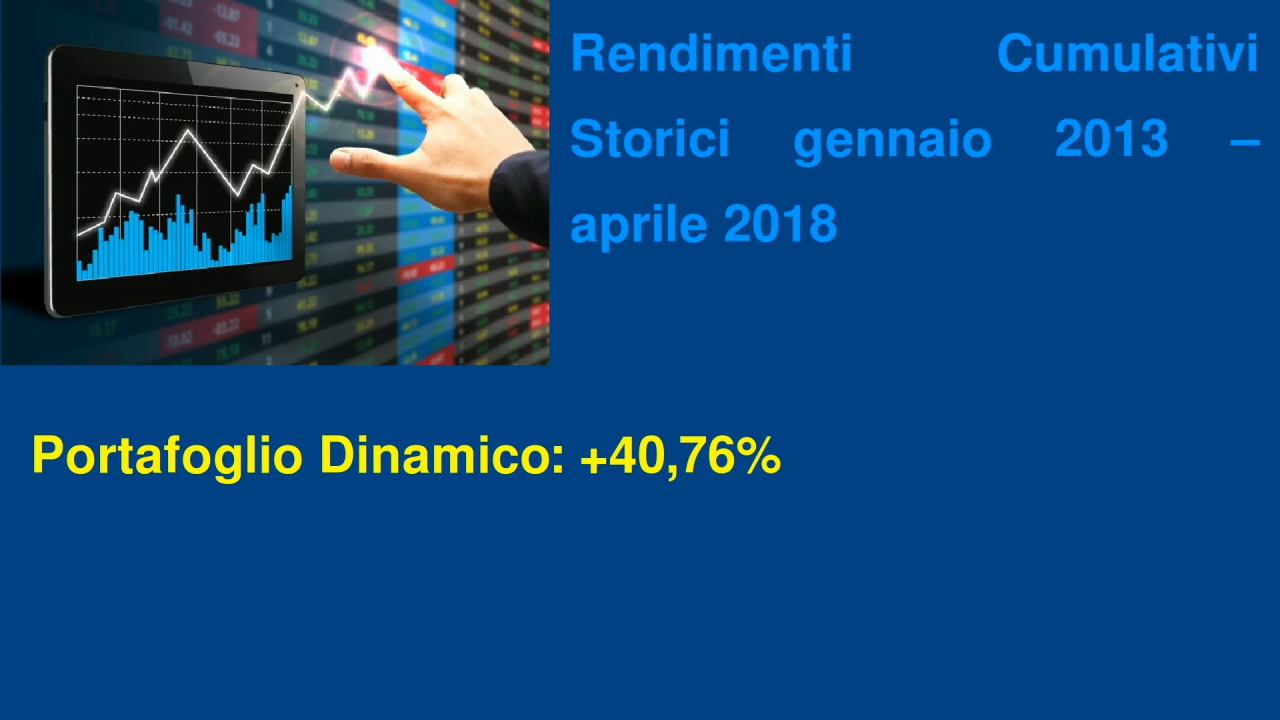 Rendimenti Cumulativi
Storici gennaio 2013 –
aprile 2018
Portafoglio Dinamico: +40,76%